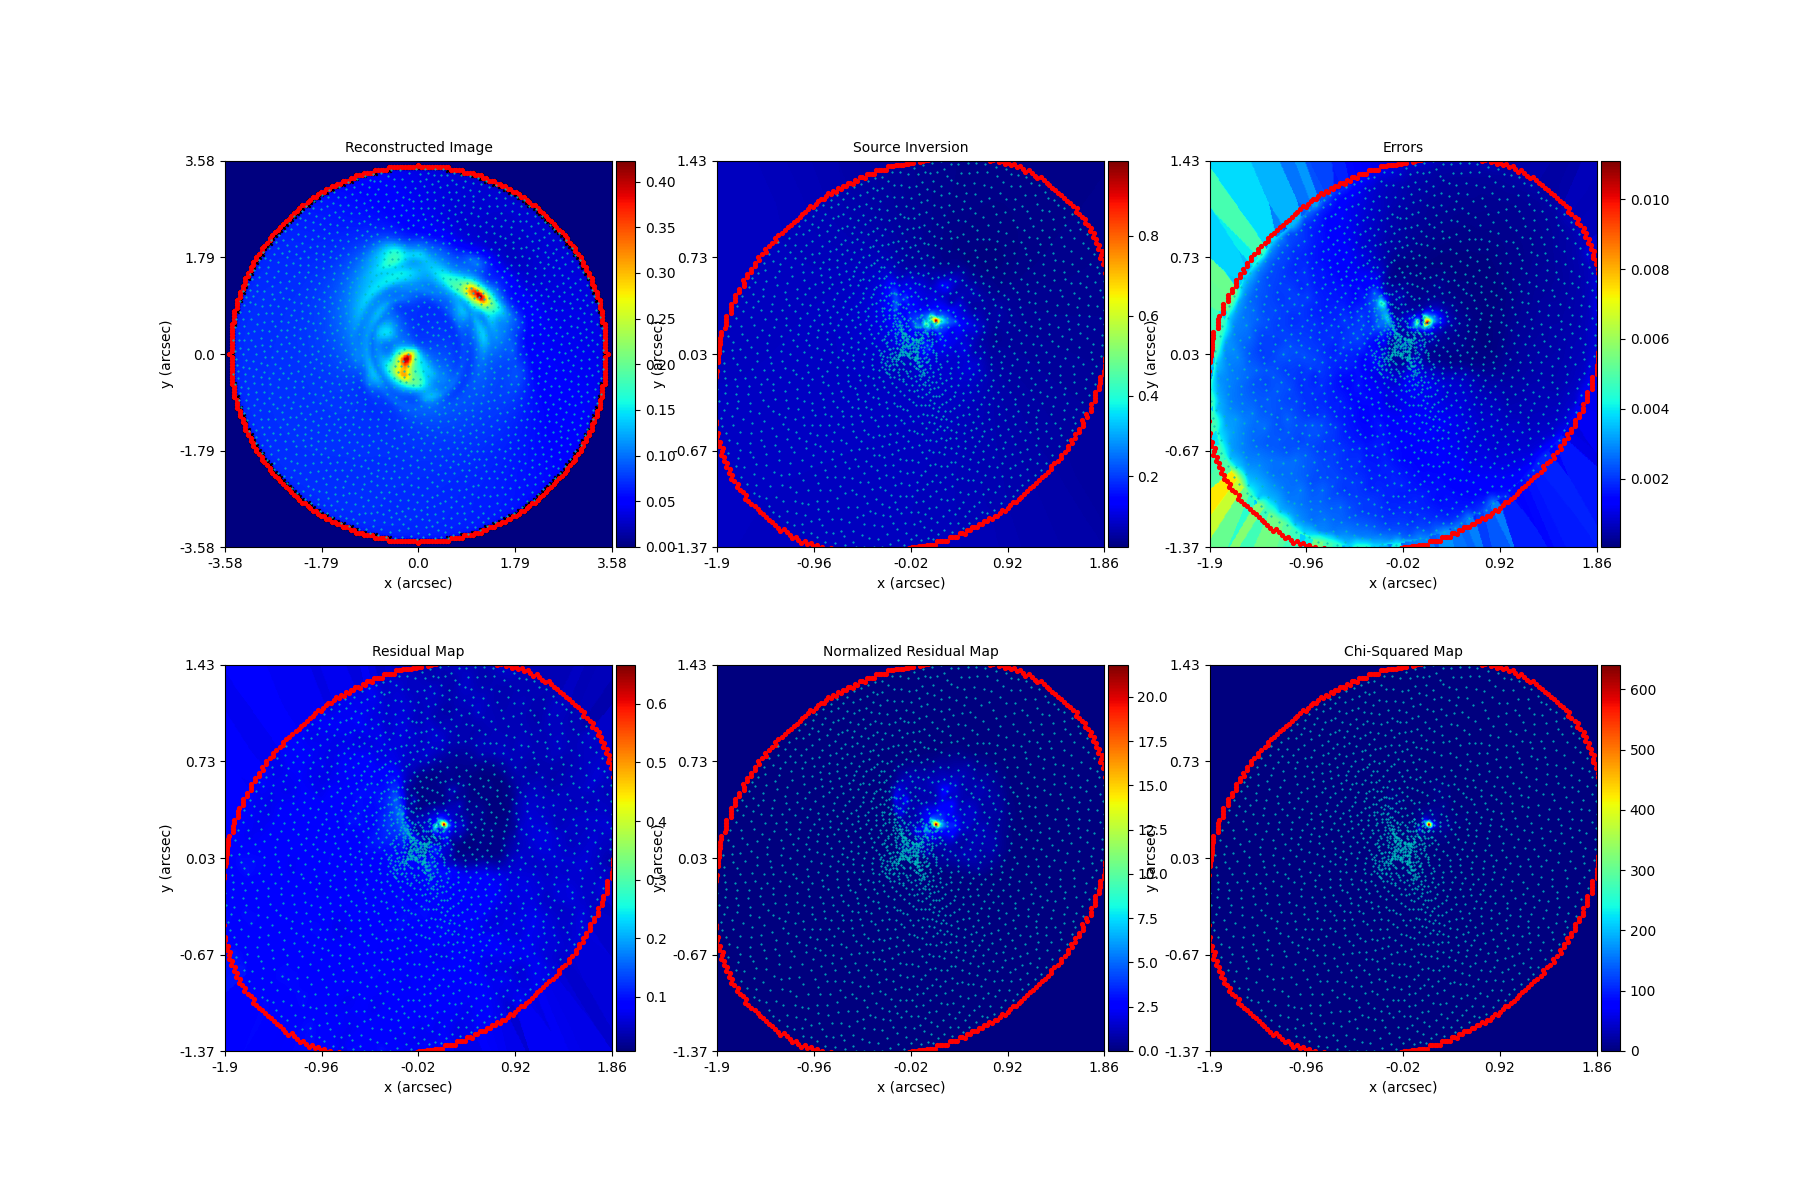 Reconstructed Image
3.58
1.79
0.0
-1.79
-3.58
y (arcsec)
-3.58 -1.79 0.0 1.79 3.58
x (arcsec)
0.40
0.35
0.30
0.25
0.20
0.15
0.10
0.05
0.00
Source Inversion
1.43
0.73
0.03
-0.67
-1.37
y (arcsec)
-1.9 -0.96 -0.02 0.92 1.86
x (arcsec)
0.8
0.6
0.4
0.2
Errors
1.43
0.73
0.03
-0.67
-1.37
y (arcsec)
-1.9 -0.96 -0.02 0.92 1.86
x (arcsec)
0.010
0.008
0.006
0.004
0.002
Residual Map
1.43
0.73
0.03
-0.67
-1.37
y (arcsec)
-1.9 -0.96 -0.02 0.92 1.86
x (arcsec)
0.6
0.5
0.4
0.3
0.2
0.1
Normalized Residual Map
1.43
0.73
0.03
-0.67
-1.37
y (arcsec)
-1.9 -0.96 -0.02 0.92 1.86
x (arcsec)
20.0
17.5
15.0
12.5
10.0
7.5
5.0
2.5
0.0
Chi-Squared Map
1.43
0.73
0.03
-0.67
-1.37
y (arcsec)
-1.9 -0.96 -0.02 0.92 1.86
x (arcsec)
600
500
400
300
200
100
0